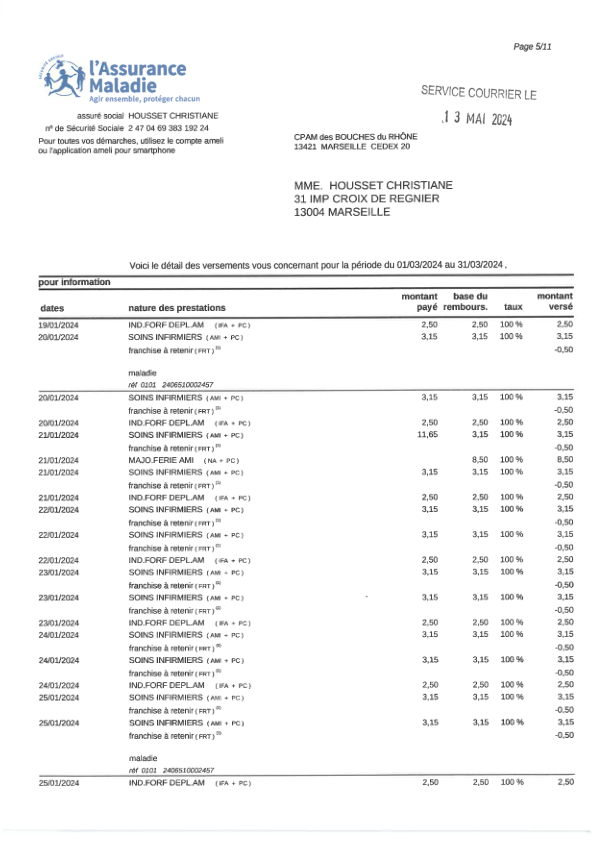 Page 5/11
SÉCURITÉ SOCIALE
l'Assurance
Maladie
Agir ensemble, protéger chacun
SERVICE COURRIER LE
13 MAI 2024
assuré social HOUSSET CHRISTIANE
n° de Sécurité Sociale 2 47 04 69 383 192 24
Pour toutes vos démarches, utilisez le compte ameli
ou l'application ameli pour smartphone
CPAM des BOUCHES du RHÔNE
13421 MARSEILLE CEDEX 20
MME. HOUSSET CHRISTIANE
31 IMP CROIX DE REGNIER
13004 MARSEILLE
Voici le détail des versements vous concernant pour la période du 01/03/2024 au 31/03/2024,
pour information
dates nature des prestations montant payé base du rembours. taux montant versé
19/01/2024 IND.FORF DEPL.AM (IFA + PC) 2,50 2,50 100 % 2,50
20/01/2024 SOINS INFIRMIERS (AMI + PC) 3,15 3,15 100 % 3,15
franchise à retenir (FRT) -0,50
maladie
réf 0101 2406510002457
20/01/2024 SOINS INFIRMIERS (AMI + PC) 3,15 3,15 100 % 3,15
franchise à retenir (FRT) -0,50
20/01/2024 IND.FORF DEPL.AM (IFA + PC) 2,50 2,50 100 % 2,50
21/01/2024 SOINS INFIRMIERS (AMI + PC) 11,65 3,15 100 % 3,15
franchise à retenir (FRT) -0,50
21/01/2024 MAJO.FERIE AMI (NA + PC) 8,50 100 % 8,50
21/01/2024 SOINS INFIRMIERS (AMI + PC) 3,15 3,15 100 % 3,15
franchise à retenir (FRT) -0,50
21/01/2024 IND.FORF DEPL.AM (IFA + PC) 2,50 2,50 100 % 2,50
22/01/2024 SOINS INFIRMIERS (AMI + PC) 3,15 3,15 100 % 3,15
franchise à retenir (FRT) -0,50
22/01/2024 SOINS INFIRMIERS (AMI + PC) 3,15 3,15 100 % 3,15
franchise à retenir (FRT) -0,50
22/01/2024 IND.FORF DEPL.AM (IFA + PC) 2,50 2,50 100 % 2,50
23/01/2024 SOINS INFIRMIERS (AMI + PC) 3,15 3,15 100 % 3,15
franchise à retenir (FRT) -0,50
23/01/2024 SOINS INFIRMIERS (AMI + PC) 3,15 3,15 100 % 3,15
franchise à retenir (FRT) -0,50
23/01/2024 IND.FORF DEPL.AM (IFA + PC) 2,50 2,50 100 % 2,50
24/01/2024 SOINS INFIRMIERS (AMI + PC) 3,15 3,15 100 % 3,15
franchise à retenir (FRT) -0,50
24/01/2024 SOINS INFIRMIERS (AMI + PC) 3,15 3,15 100 % 3,15
franchise à retenir (FRT) -0,50
24/01/2024 IND.FORF DEPL.AM (IFA + PC) 2,50 2,50 100 % 2,50
25/01/2024 SOINS INFIRMIERS (AMI + PC) 3,15 3,15 100 % 3,15
franchise à retenir (FRT) -0,50
25/01/2024 SOINS INFIRMIERS (AMI + PC) 3,15 3,15 100 % 3,15
franchise à retenir (FRT) -0,50
maladie
réf 0101 2406510002457
25/01/2024 IND.FORF DEPL.AM (IFA + PC) 2,50 2,50 100 % 2,50